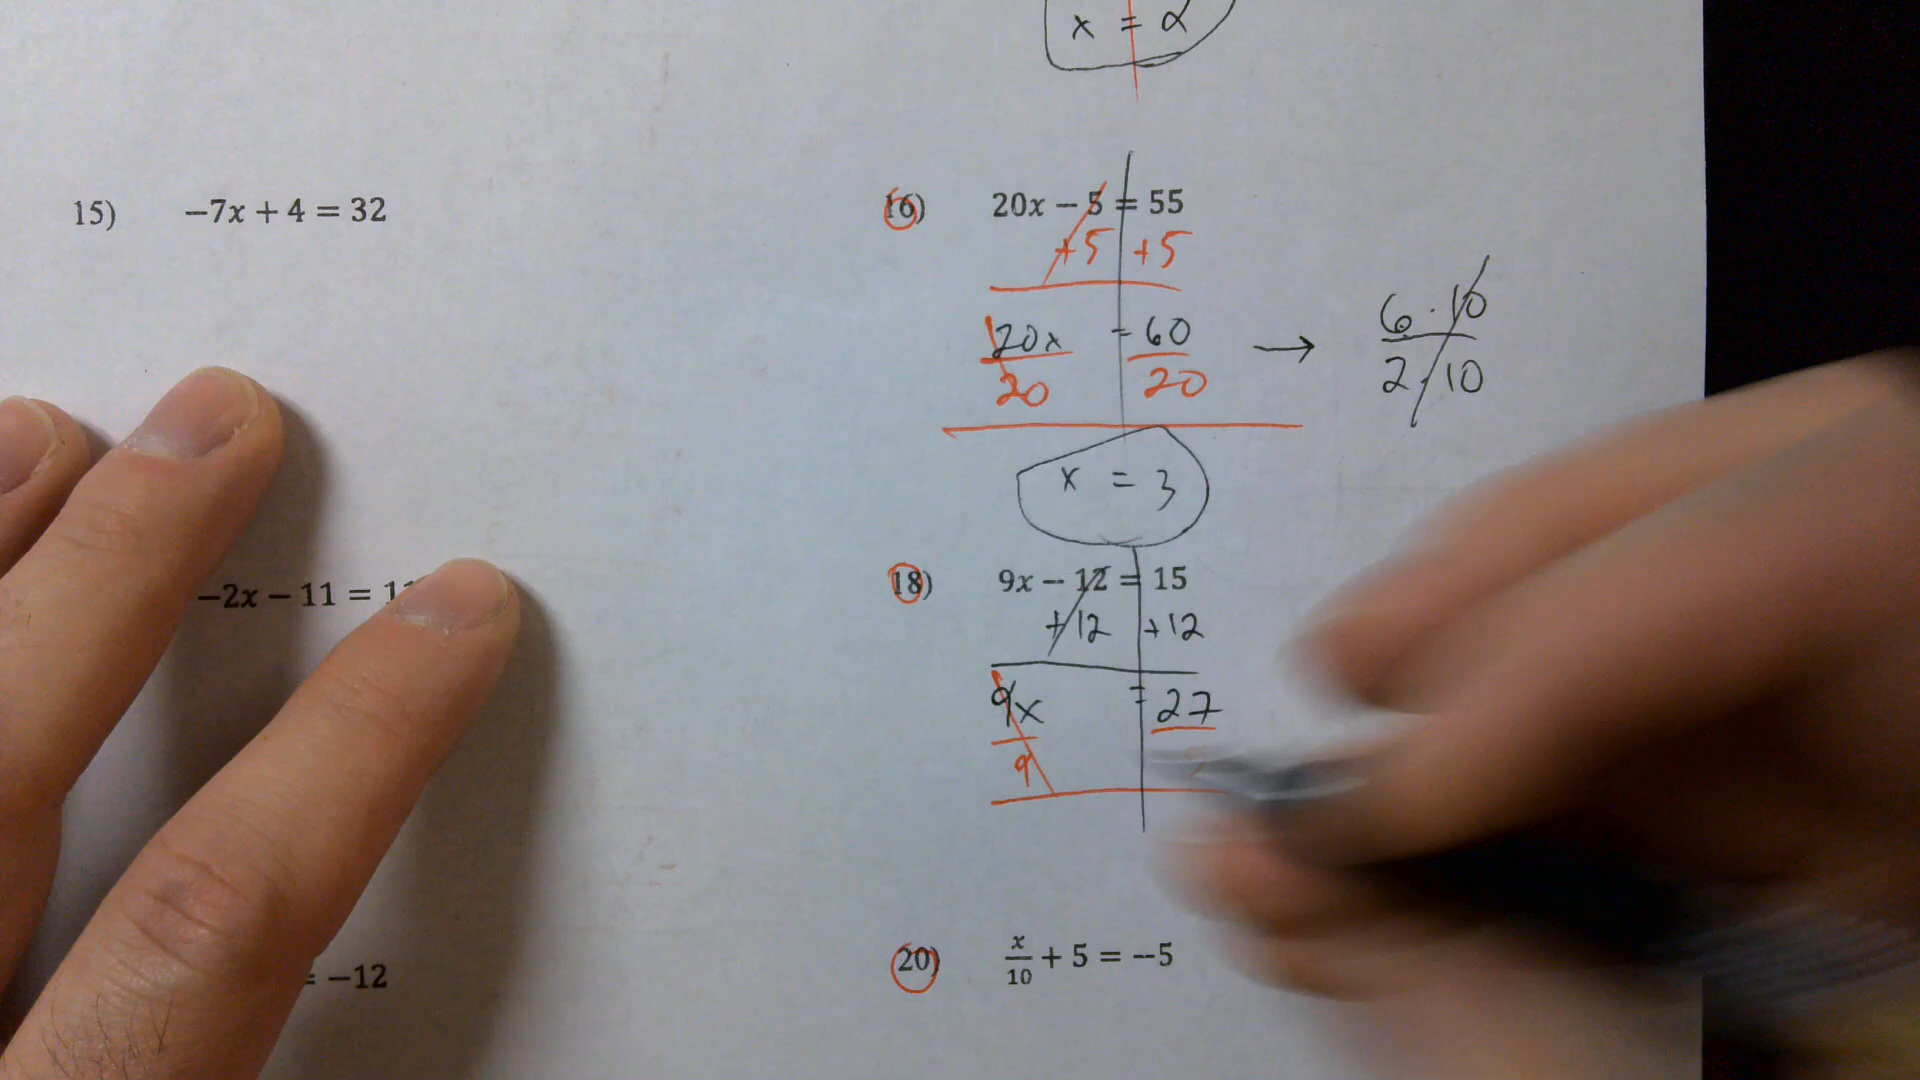 x = 2
15) −7x + 4 = 32
16) 20x − 5 = 55
+5 +5
20x = 60 → 6 · 10
20 20 2 · 10
x = 3
−2x − 11 =
18) 9x − 12 = 15
+12 +12
9x = 27
9
= −12
20) x/10 + 5 = −5